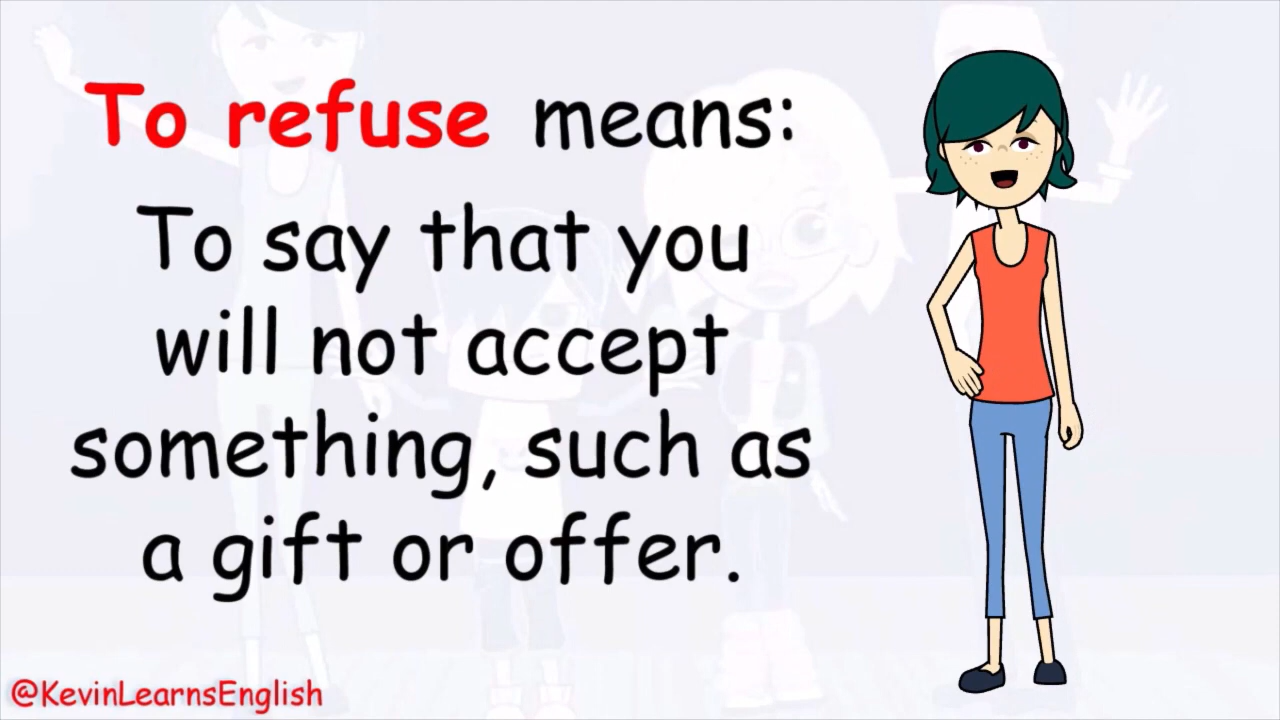 To refuse means:
To say that you
will not accept
something, such as
a gift or offer.
@KevinLearnsEnglish